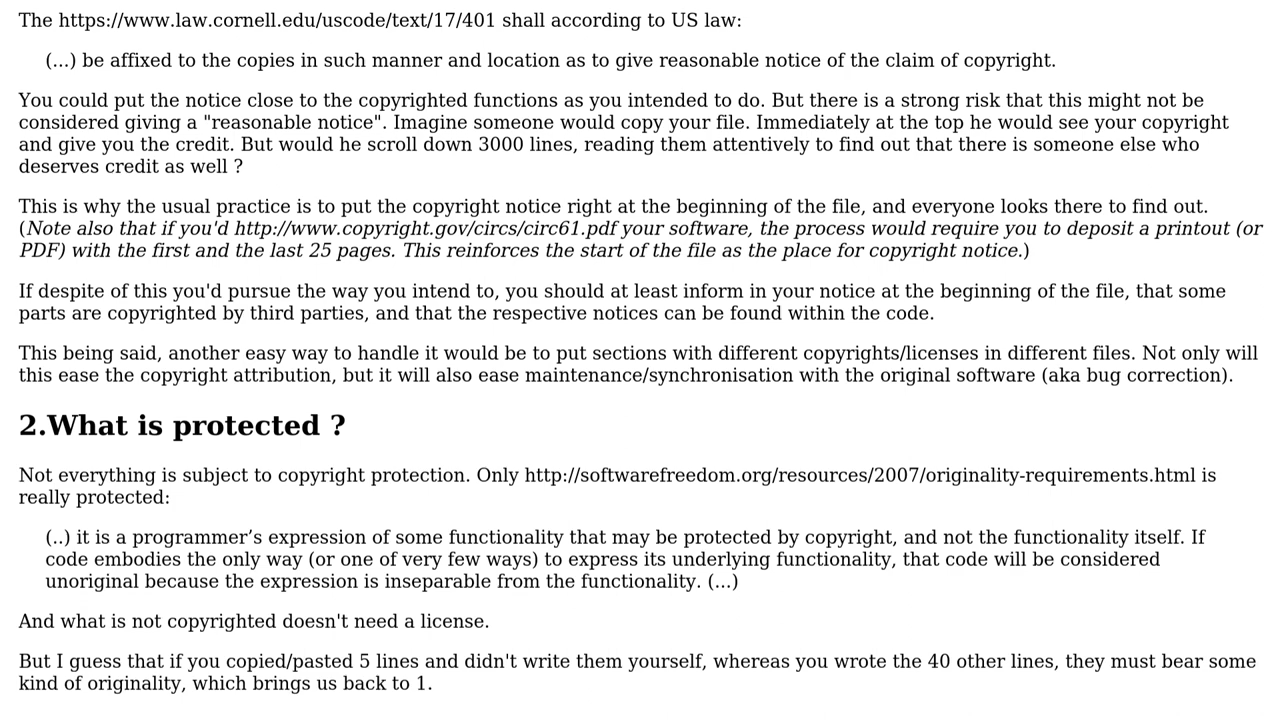 The https://www.law.cornell.edu/uscode/text/17/401 shall according to US law:
(...) be affixed to the copies in such manner and location as to give reasonable notice of the claim of copyright.
You could put the notice close to the copyrighted functions as you intended to do. But there is a strong risk that this might not be
considered giving a "reasonable notice". Imagine someone would copy your file. Immediately at the top he would see your copyright
and give you the credit. But would he scroll down 3000 lines, reading them attentively to find out that there is someone else who
deserves credit as well ?
This is why the usual practice is to put the copyright notice right at the beginning of the file, and everyone looks there to find out.
(Note also that if you'd http://www.copyright.gov/circs/circ61.pdf your software, the process would require you to deposit a printout (or
PDF) with the first and the last 25 pages. This reinforces the start of the file as the place for copyright notice.)
If despite of this you'd pursue the way you intend to, you should at least inform in your notice at the beginning of the file, that some
parts are copyrighted by third parties, and that the respective notices can be found within the code.
This being said, another easy way to handle it would be to put sections with different copyrights/licenses in different files. Not only will
this ease the copyright attribution, but it will also ease maintenance/synchronisation with the original software (aka bug correction).
2.What is protected ?
Not everything is subject to copyright protection. Only http://softwarefreedom.org/resources/2007/originality-requirements.html is
really protected:
(..) it is a programmer’s expression of some functionality that may be protected by copyright, and not the functionality itself. If
code embodies the only way (or one of very few ways) to express its underlying functionality, that code will be considered
unoriginal because the expression is inseparable from the functionality. (...)
And what is not copyrighted doesn't need a license.
But I guess that if you copied/pasted 5 lines and didn't write them yourself, whereas you wrote the 40 other lines, they must bear some
kind of originality, which brings us back to 1.